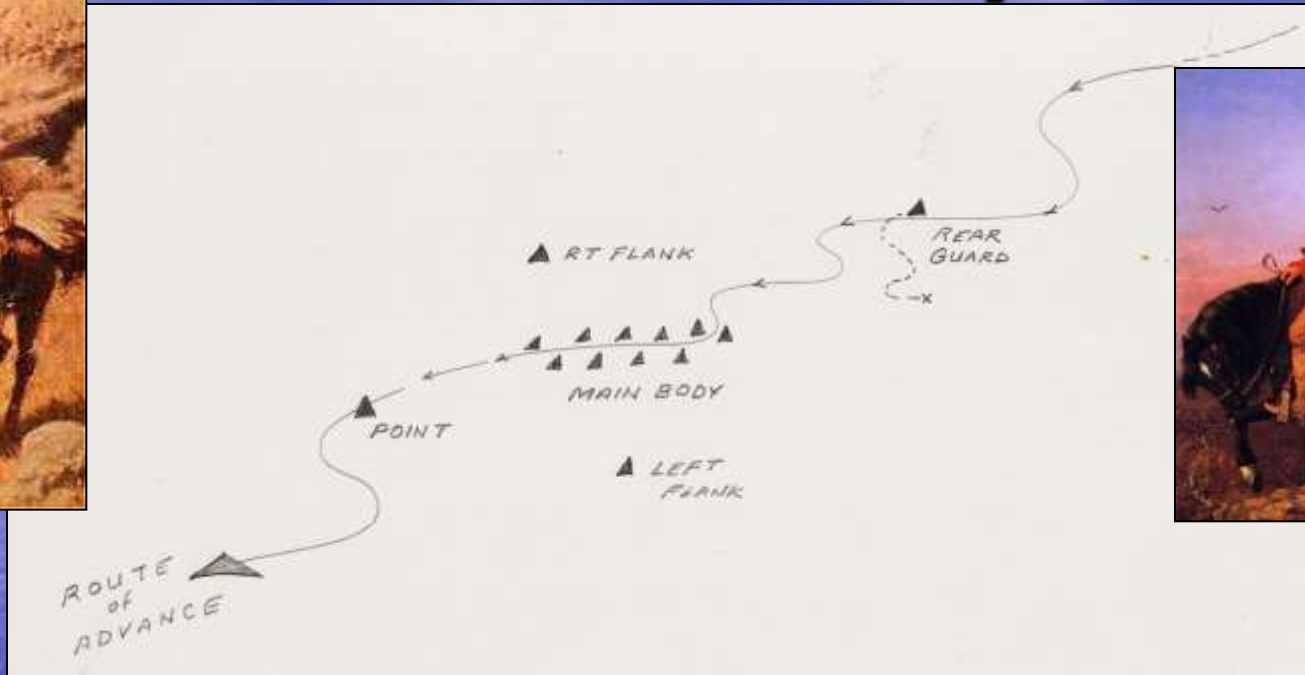 RT FLANK
REAR
GUARD
MAIN BODY
POINT
LEFT
FLANK
ROUTE
of
ADVANCE
x